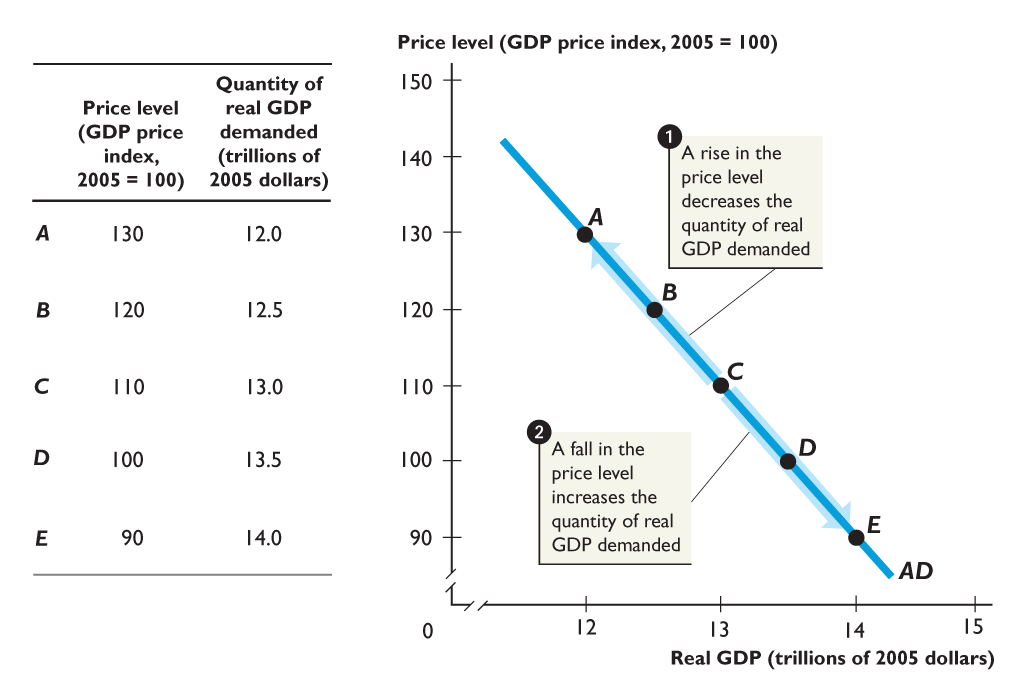 Price level
(GDP price
index,
2005 = 100)
Quantity of
real GDP
demanded
(trillions of
2005 dollars)
A 130 12.0
B 120 12.5
C 110 13.0
D 100 13.5
E 90 14.0
Price level (GDP price index, 2005 = 100)
150
140
130
120
110
100
90
0
12
13
14
15
Real GDP (trillions of 2005 dollars)
A
B
C
D
E
AD
1
A rise in the
price level
decreases the
quantity of real
GDP demanded
2
A fall in the
price level
increases the
quantity of real
GDP demanded